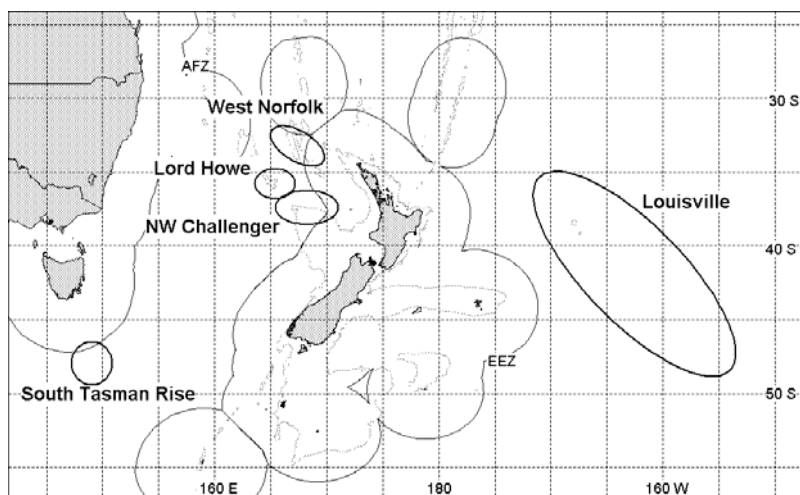 AFZ
West Norfolk
30 S
Lord Howe
Louisville
NW Challenger
40 S
EEZ
South Tasman Rise
50 S
160 E
180
160 W